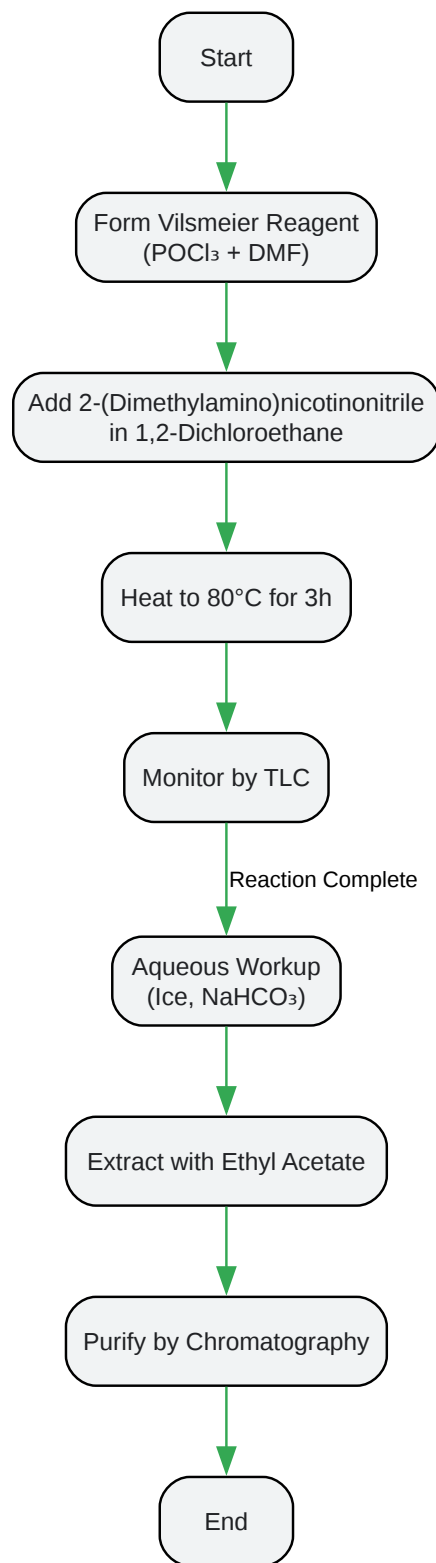 Start
Form Vilsmeier Reagent
(POCl₃ + DMF)
Add 2-(Dimethylamino)nicotinonitrile
in 1,2-Dichloroethane
Heat to 80°C for 3h
Monitor by TLC
Reaction Complete
Aqueous Workup
(Ice, NaHCO₃)
Extract with Ethyl Acetate
Purify by Chromatography
End